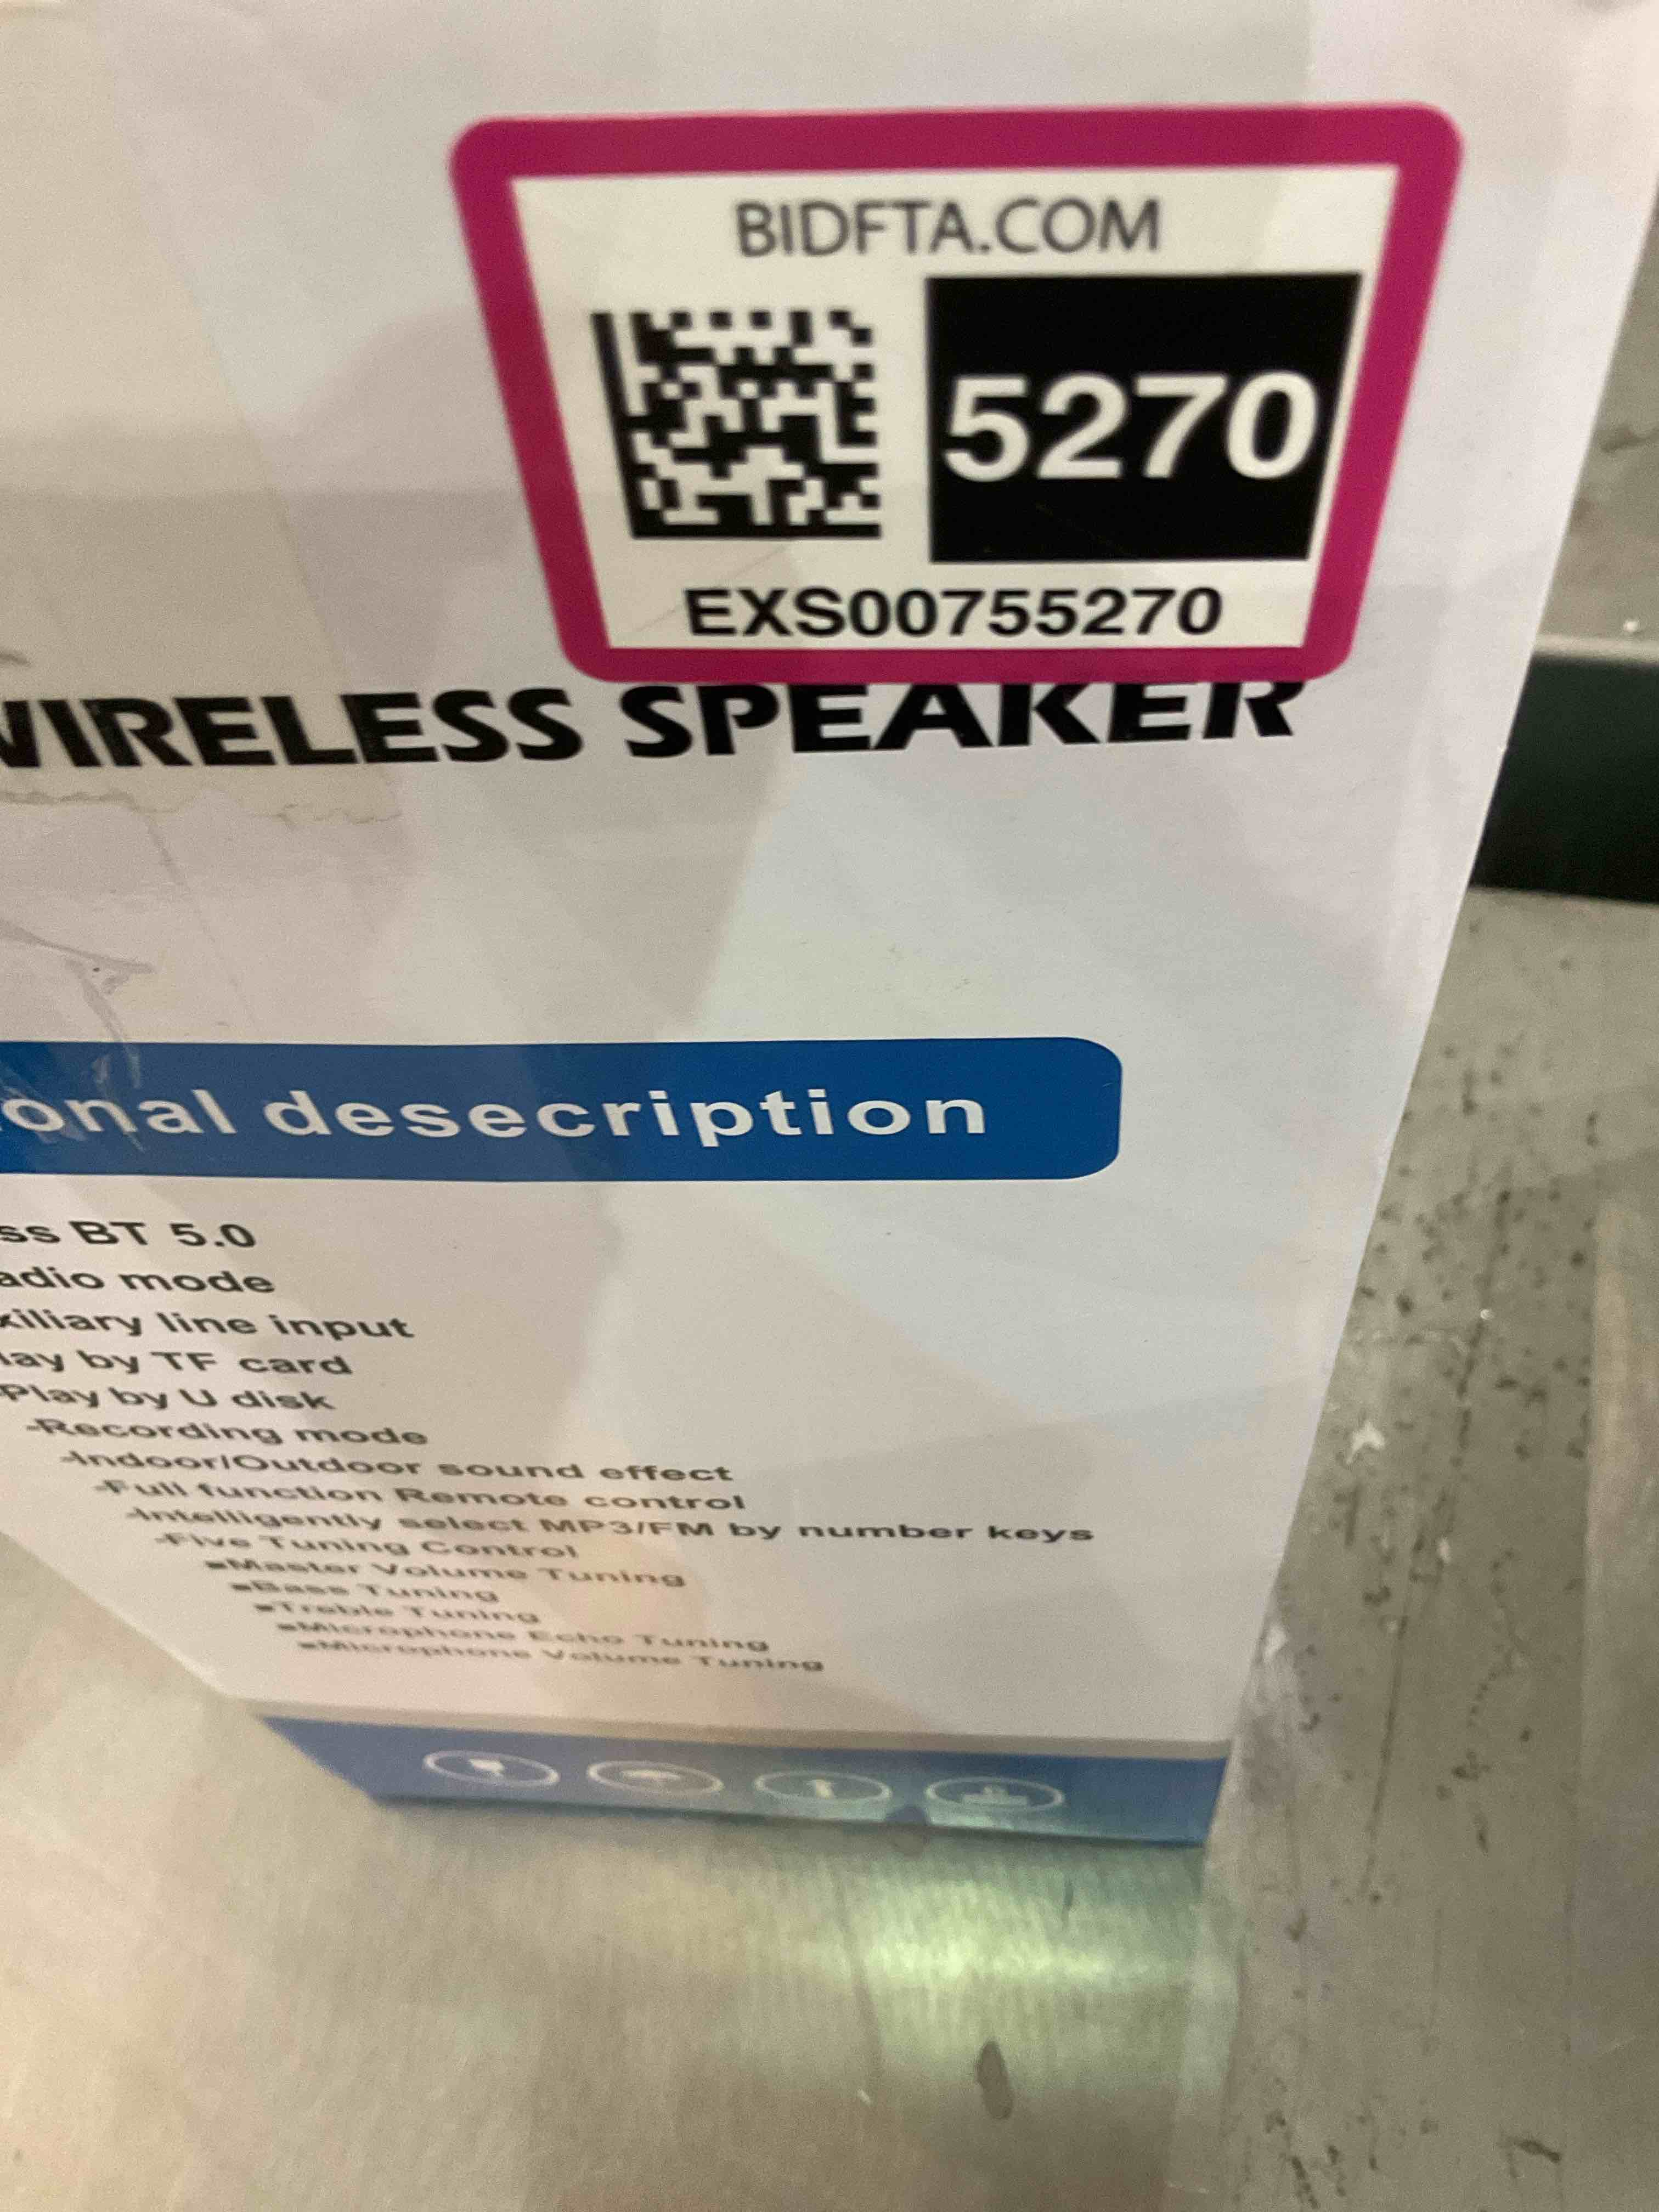 BIDFTA.COM
5270
EXS00755270
WIRELESS SPEAKER
onal desecription
ss BT 5.0
adio mode
xiliary line input
lay by TF card
-Play by U disk
-Recording mode
-Indoor/Outdoor sound effect
-Full function Remote control
-Intelligently select MP3/FM by number keys
-Five Tuning Control
▪Master Volume Tuning
▪Bass Tuning
▪Treble Tuning
▪Microphone Echo Tuning
▪Microphone Volume Tuning